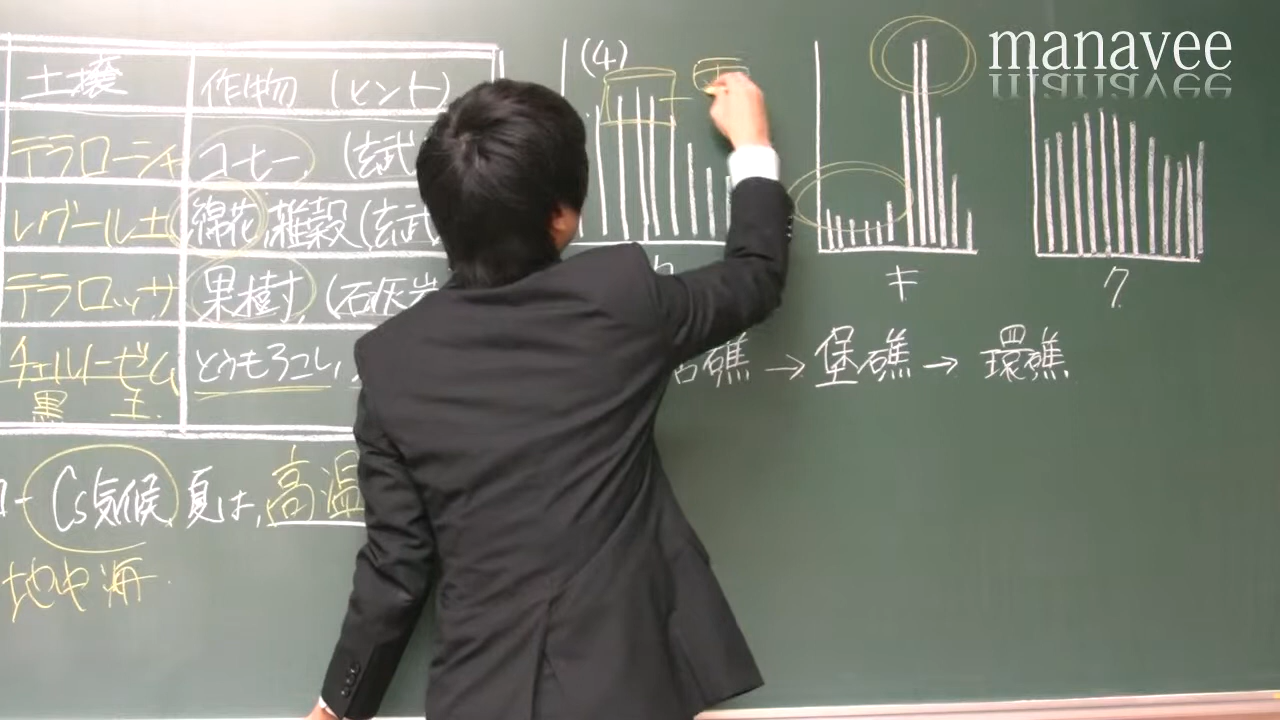 manavee
土壌 作物 (ヒント)
テラローシャ コーヒー (玄武
レグール土 綿花,雑穀(玄武
テラロッサ 果樹 (石灰岩
チェルノーゼム とうもろこし,
黒土
Cs気候 夏は,高温
地中海
(4)
キ ク
礁→堡礁→環礁